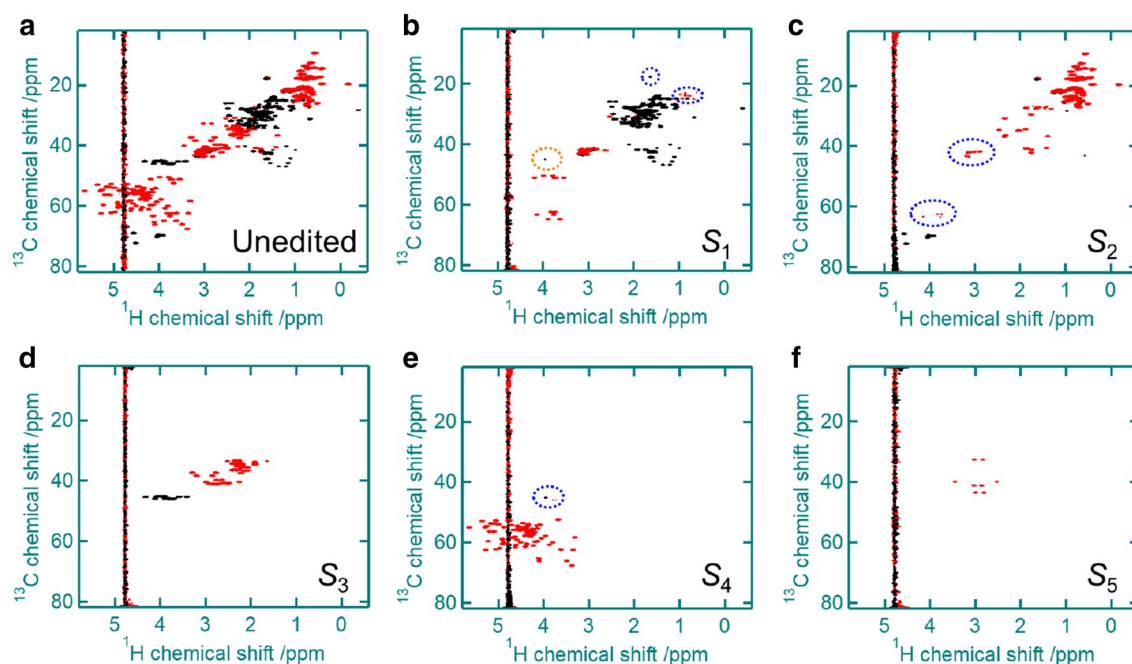 a
b
c
20
40
60
80
5 4 3 2 1 0
¹³C chemical shift /ppm
¹H chemical shift /ppm
Unedited
20
40
60
80
5 4 3 2 1 0
¹³C chemical shift /ppm
¹H chemical shift /ppm
S₁
20
40
60
80
5 4 3 2 1 0
¹³C chemical shift /ppm
¹H chemical shift /ppm
S₂
d
e
f
20
40
60
80
5 4 3 2 1 0
¹³C chemical shift /ppm
¹H chemical shift /ppm
S₃
20
40
60
80
5 4 3 2 1 0
¹³C chemical shift /ppm
¹H chemical shift /ppm
S₄
20
40
60
80
5 4 3 2 1 0
¹³C chemical shift /ppm
¹H chemical shift /ppm
S₅